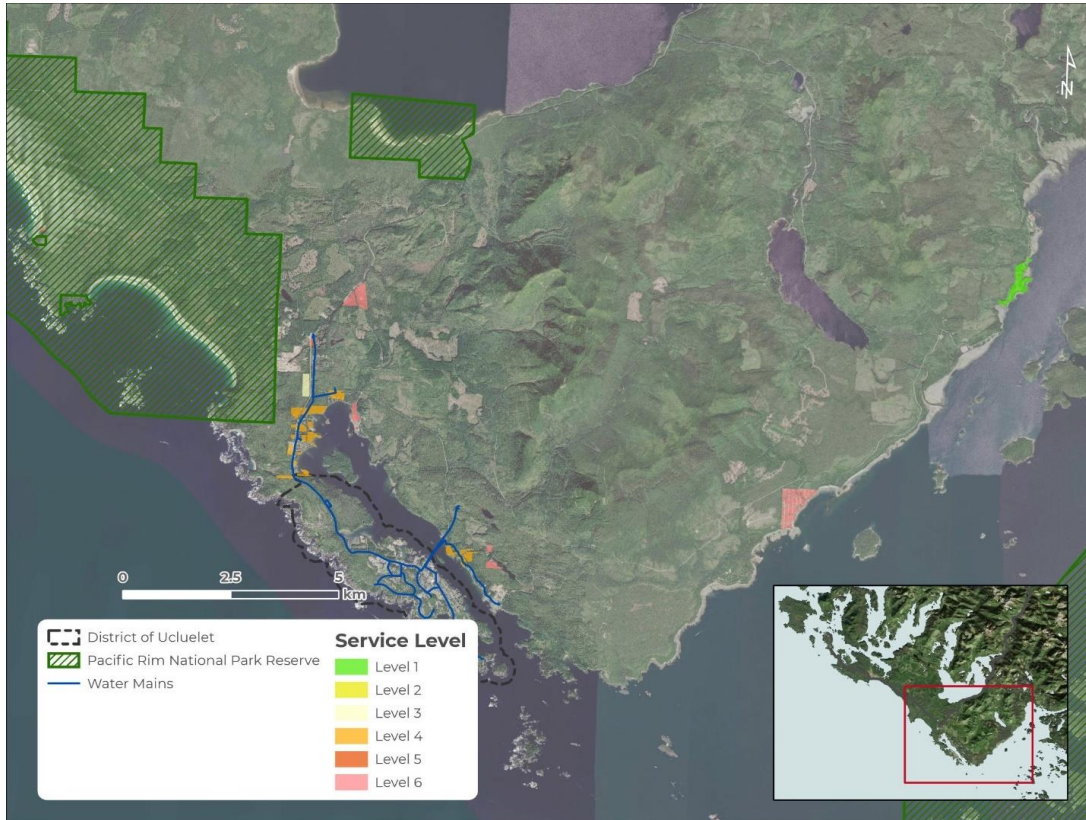 N
0 2.5 5
km
District of Ucluelet
Pacific Rim National Park Reserve
Water Mains
Service Level
Level 1
Level 2
Level 3
Level 4
Level 5
Level 6